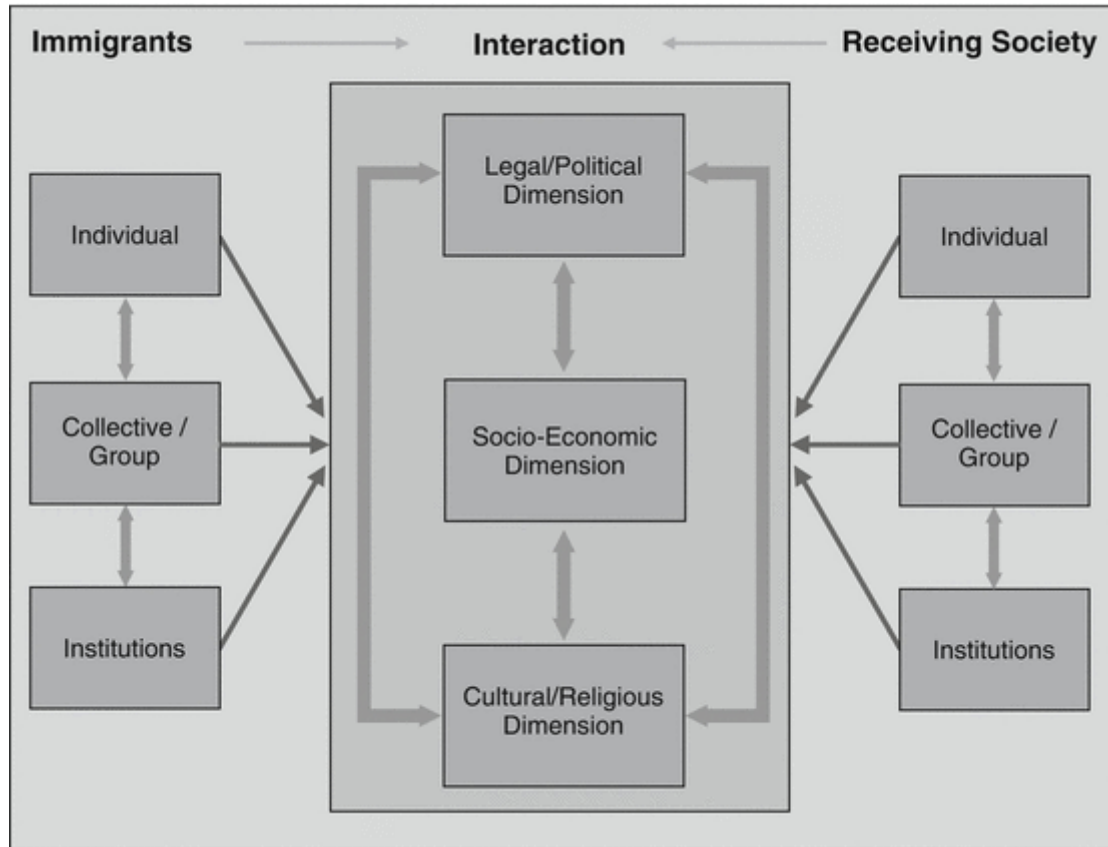 Immigrants
Interaction
Receiving Society
Individual
Collective /
Group
Institutions
Legal/Political
Dimension
Socio-Economic
Dimension
Cultural/Religious
Dimension
Individual
Collective /
Group
Institutions